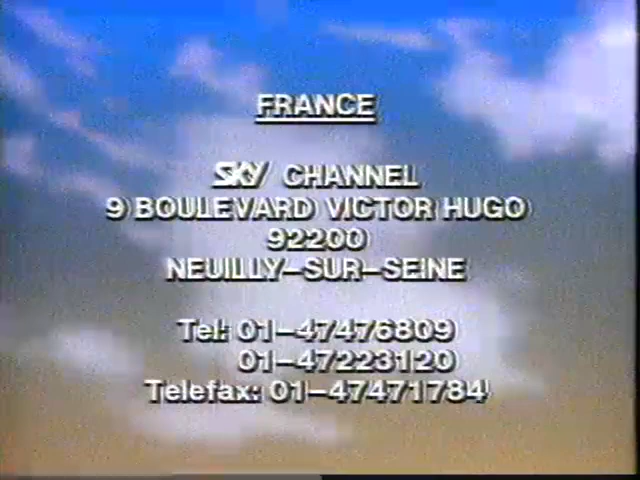 FRANCE
SKY CHANNEL
9 BOULEVARD VICTOR HUGO
92200
NEUILLY-SUR-SEINE
Tel: 01-47476809
01-47223120
Telefax: 01-47471784